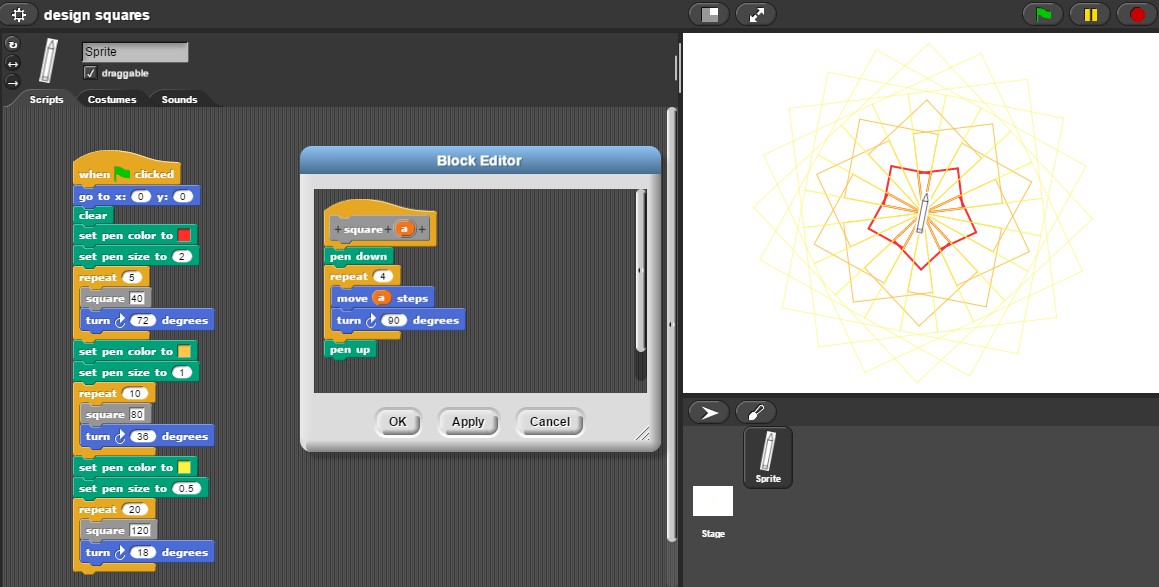 design squares
Sprite
draggable
Scripts Costumes Sounds
when clicked
go to x: 0 y: 0
clear
set pen color to
set pen size to 2
repeat 5
square 40
turn 72 degrees
set pen color to
set pen size to 1
repeat 10
square 80
turn 36 degrees
set pen color to
set pen size to 0.5
repeat 20
square 120
turn 18 degrees
Block Editor
+ square + a +
pen down
repeat 4
move a steps
turn 90 degrees
pen up
OK Apply Cancel
Sprite
Stage